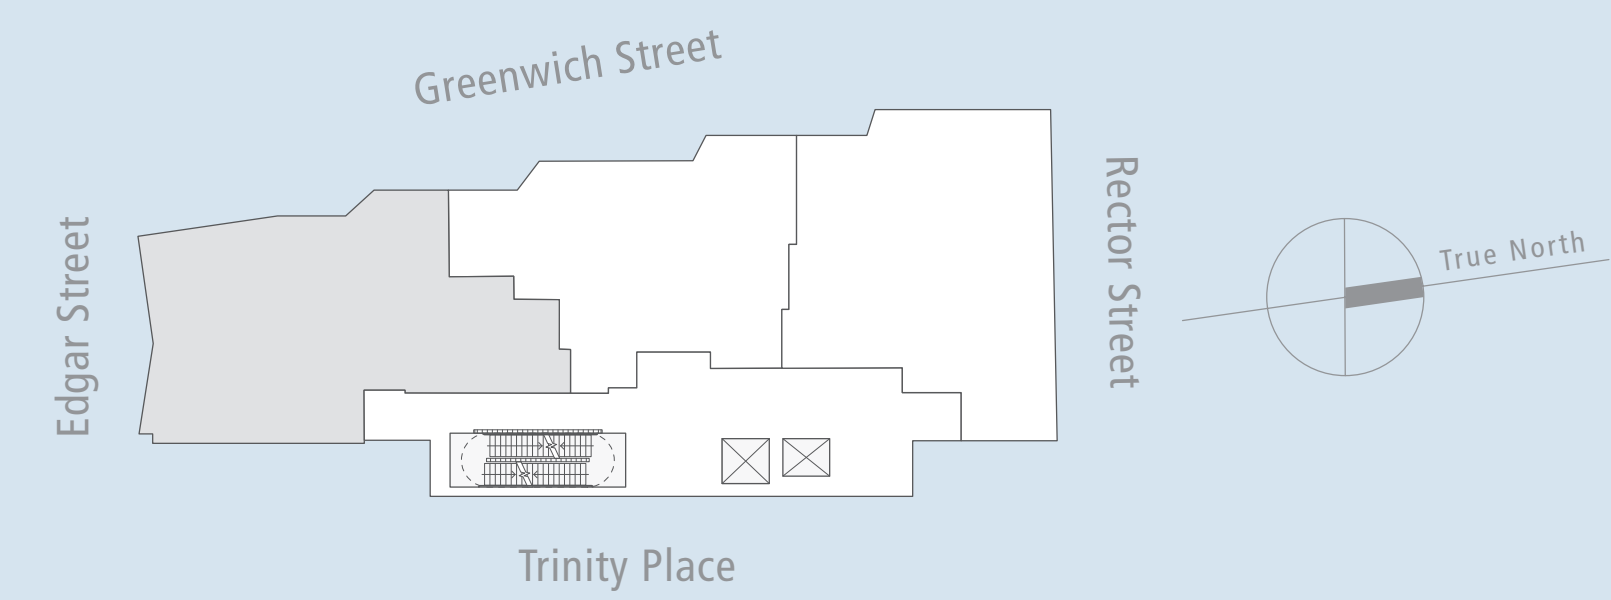 Greenwich Street
Edgar Street
Rector Street
True North
Trinity Place